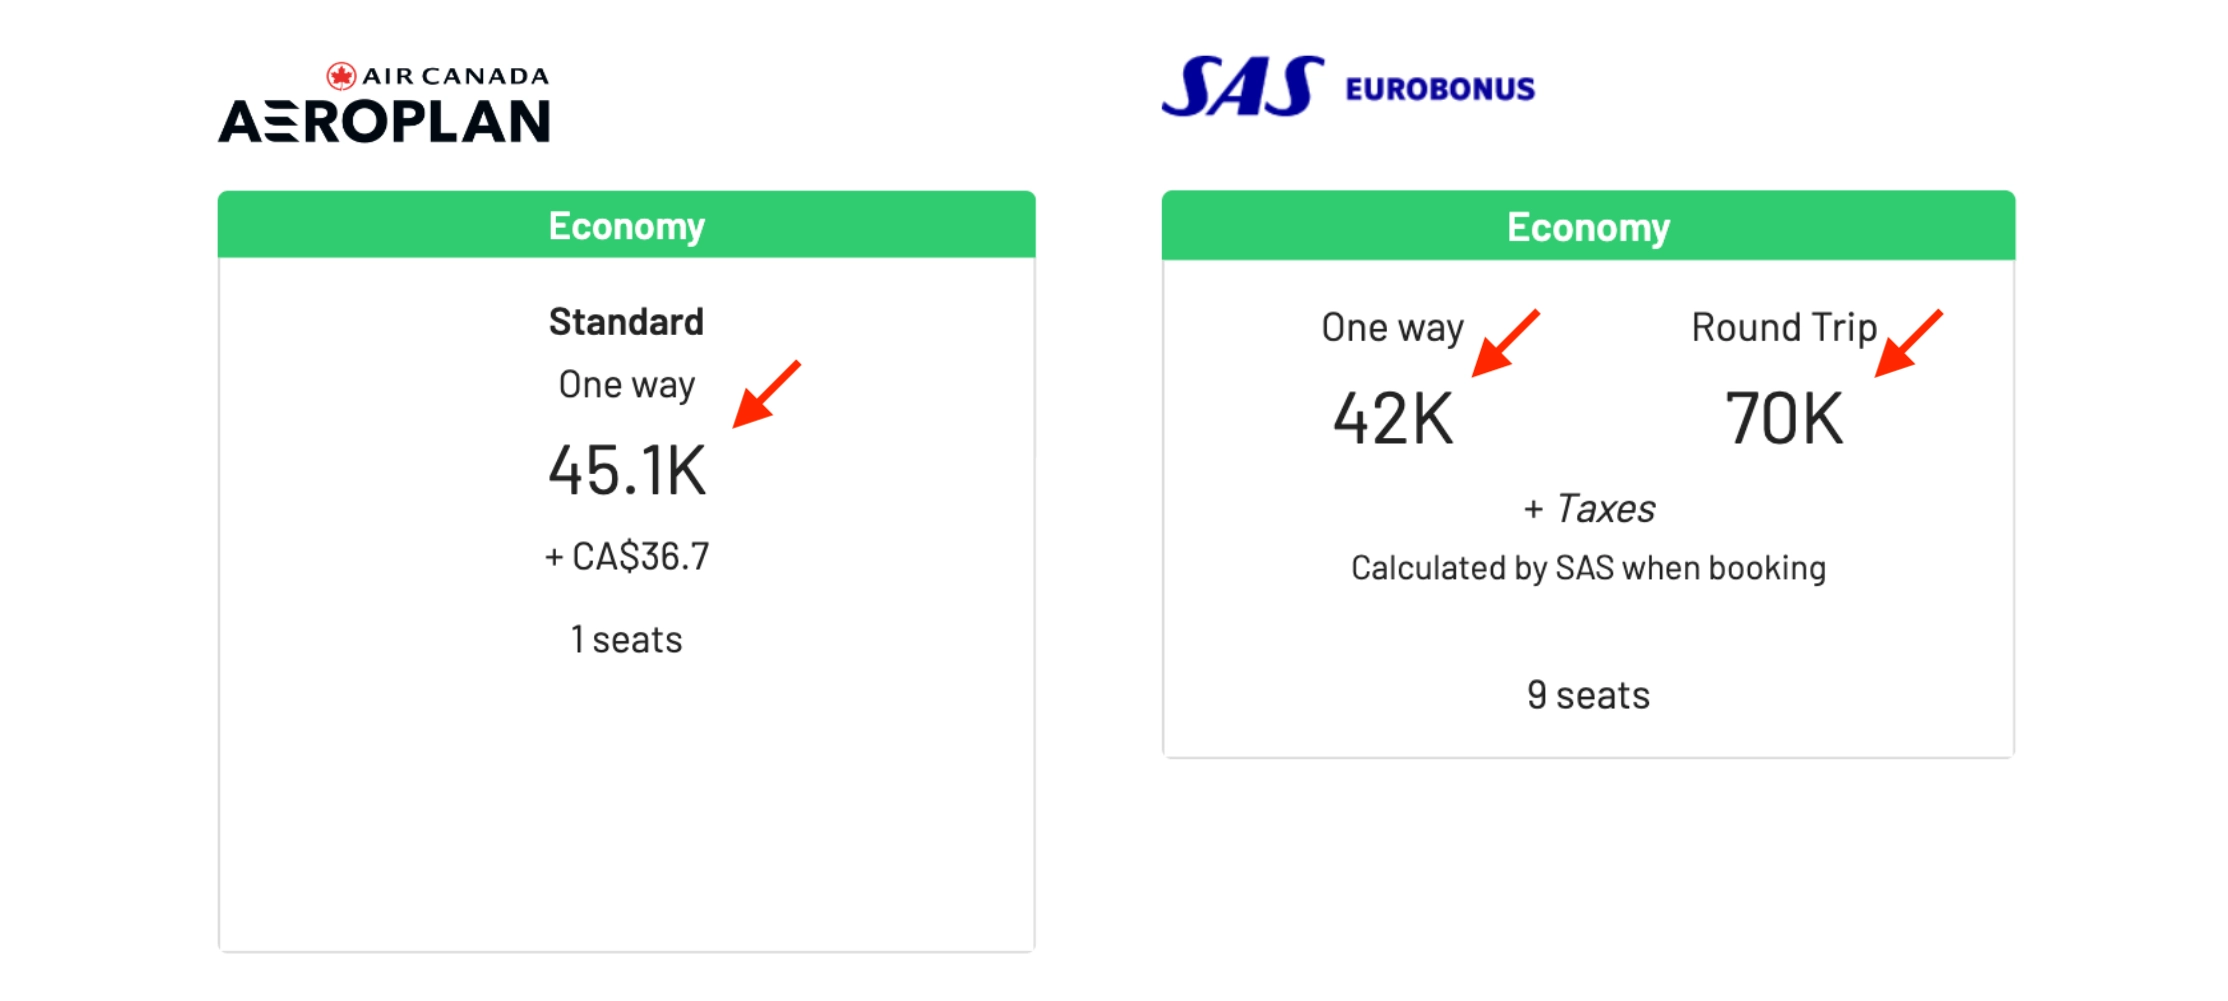 AIR CANADA
AEROPLAN
Economy
Standard
One way
45.1K
+ CA$36.7
1 seats
SAS EUROBONUS
Economy
One way Round Trip
42K 70K
+ Taxes
Calculated by SAS when booking
9 seats